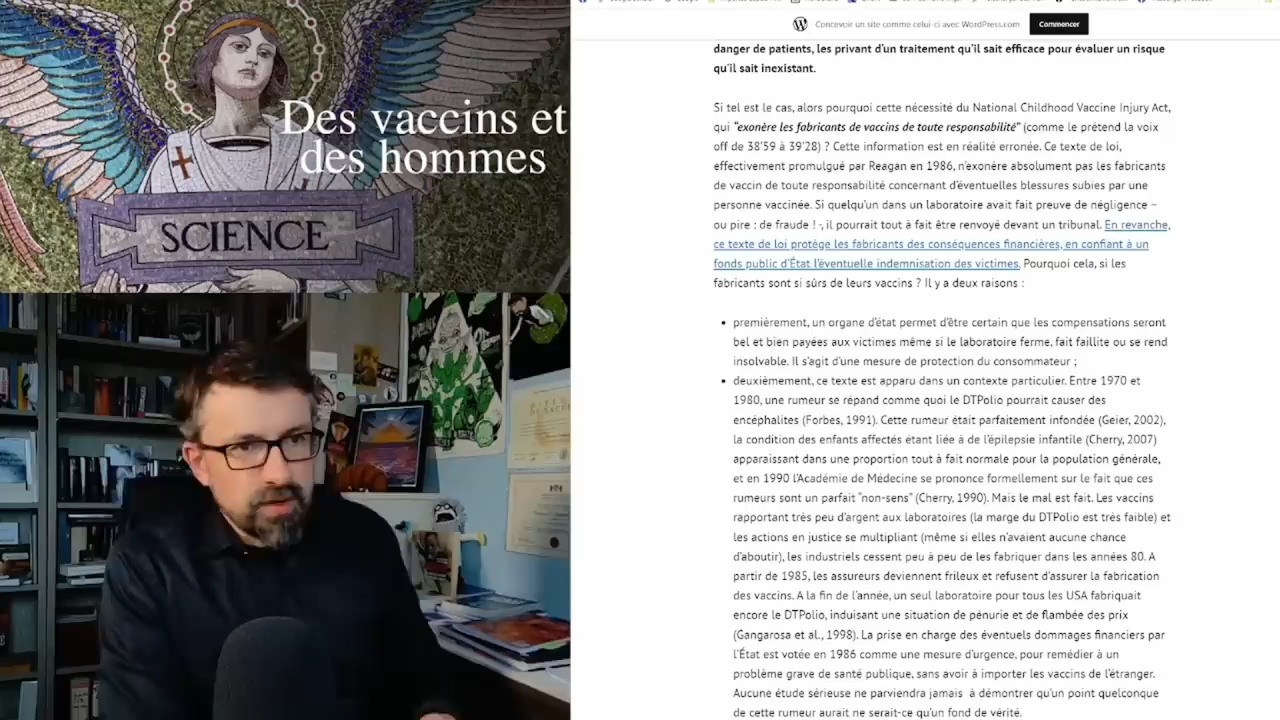 Des vaccins et
des hommes
SCIENCE
Concevoir un site comme celui-ci avec WordPress.com
Commencer
danger de patients, les privant d’un traitement qu’il sait efficace pour évaluer un risque
qu’il sait inexistant.
Si tel est le cas, alors pourquoi cette nécessité du National Childhood Vaccine Injury Act,
qui “exonère les fabricants de vaccins de toute responsabilité” (comme le prétend la voix
off de 38’59 à 39’28) ? Cette information est en réalité erronée. Ce texte de loi,
effectivement promulgué par Reagan en 1986, n’exonère absolument pas les fabricants
de vaccin de toute responsabilité concernant d’éventuelles blessures subies par une
personne vaccinée. Si quelqu’un dans un laboratoire avait fait preuve de négligence –
ou pire : de fraude ! -, il pourrait tout à fait être renvoyé devant un tribunal. En revanche,
ce texte de loi protège les fabricants des conséquences financières, en confiant à un
fonds public d’État l’éventuelle indemnisation des victimes. Pourquoi cela, si les
fabricants sont si sûrs de leurs vaccins ? Il y a deux raisons :
• premièrement, un organe d’état permet d’être certain que les compensations seront
bel et bien payées aux victimes même si le laboratoire ferme, fait faillite ou se rend
insolvable. Il s’agit d’une mesure de protection du consommateur ;
• deuxièmement, ce texte est apparu dans un contexte particulier. Entre 1970 et
1980, une rumeur se répand comme quoi le DTPolio pourrait causer des
encéphalites (Forbes, 1991). Cette rumeur était parfaitement infondée (Geier, 2002),
la condition des enfants affectés étant liée à de l’épilepsie infantile (Cherry, 2007)
apparaissant dans une proportion tout à fait normale pour la population générale,
et en 1990 l’Académie de Médecine se prononce formellement sur le fait que ces
rumeurs sont un parfait “non-sens” (Cherry, 1990). Mais le mal est fait. Les vaccins
rapportant très peu d’argent aux laboratoires (la marge du DTPolio est très faible) et
les actions en justice se multipliant (même si elles n’avaient aucune chance
d’aboutir), les industriels cessent peu à peu de les fabriquer dans les années 80. A
partir de 1985, les assureurs deviennent frileux et refusent d’assurer la fabrication
des vaccins. A la fin de l’année, un seul laboratoire pour tous les USA fabriquait
encore le DTPolio, induisant une situation de pénurie et de flambée des prix
(Gangarosa et al., 1998). La prise en charge des éventuels dommages financiers par
l’État est votée en 1986 comme une mesure d’urgence, pour remédier à un
problème grave de santé publique, sans avoir à importer les vaccins de l’étranger.
Aucune étude sérieuse ne parviendra jamais à démontrer qu’un point quelconque
de cette rumeur aurait ne serait-ce qu’un fond de vérité.